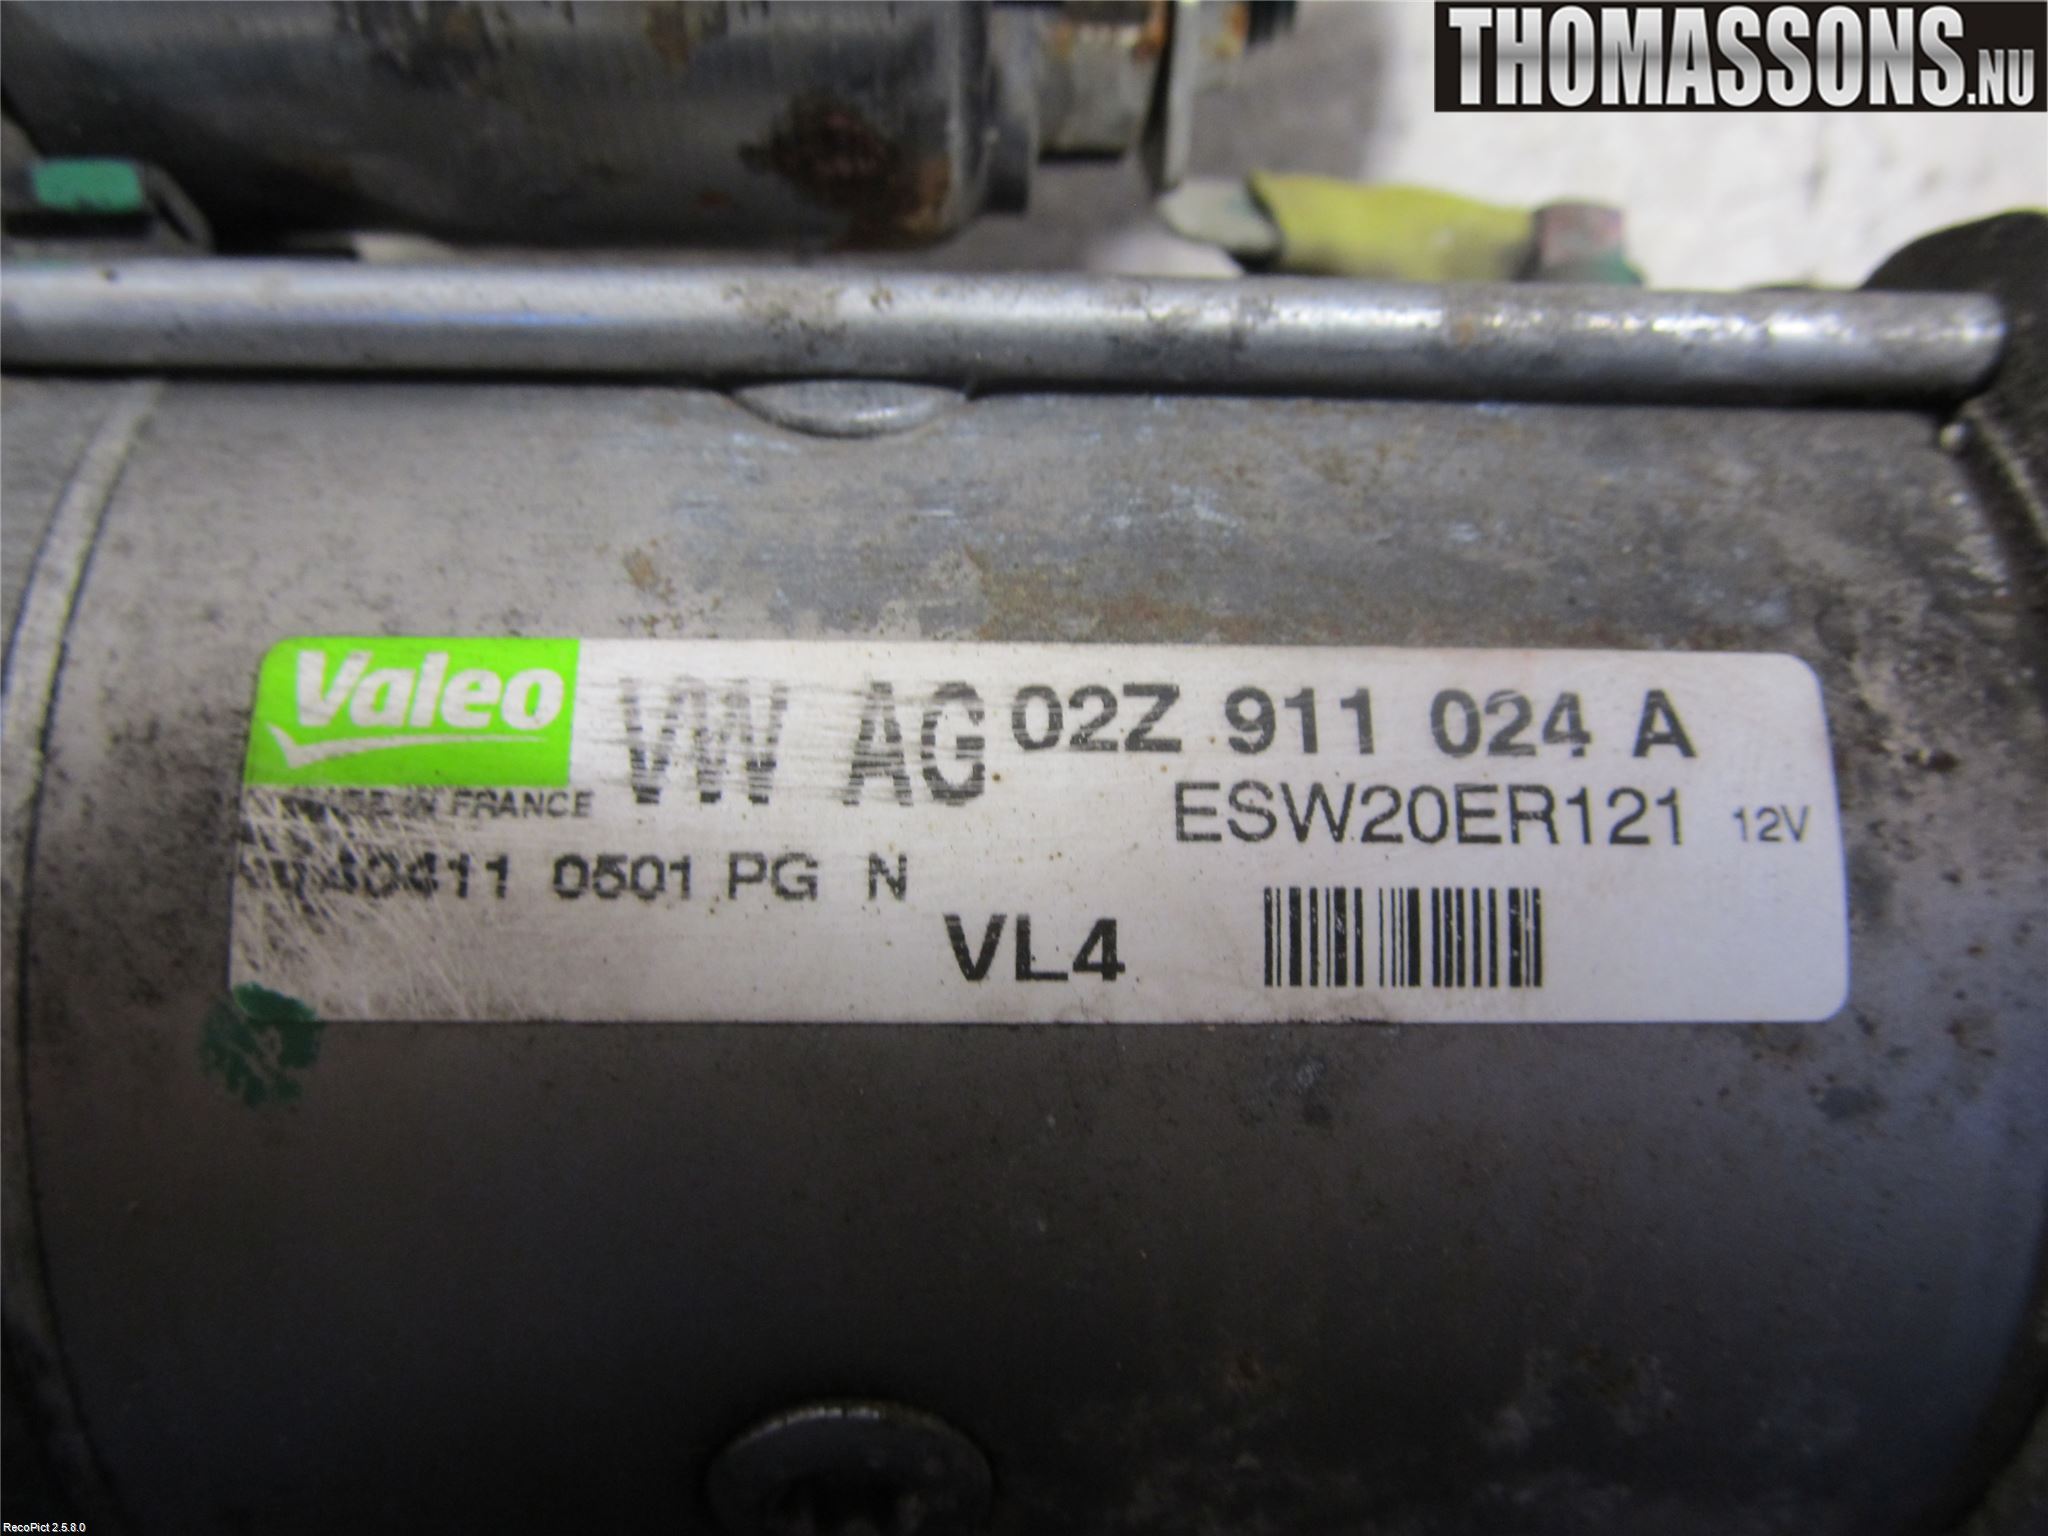 THOMASSONS.NU
Valeo
VW AG 02Z 911 024 A
IN FRANCE
ESW20ER121 12V
0501 PG N
VL4
RecoPict 2.5.8.0